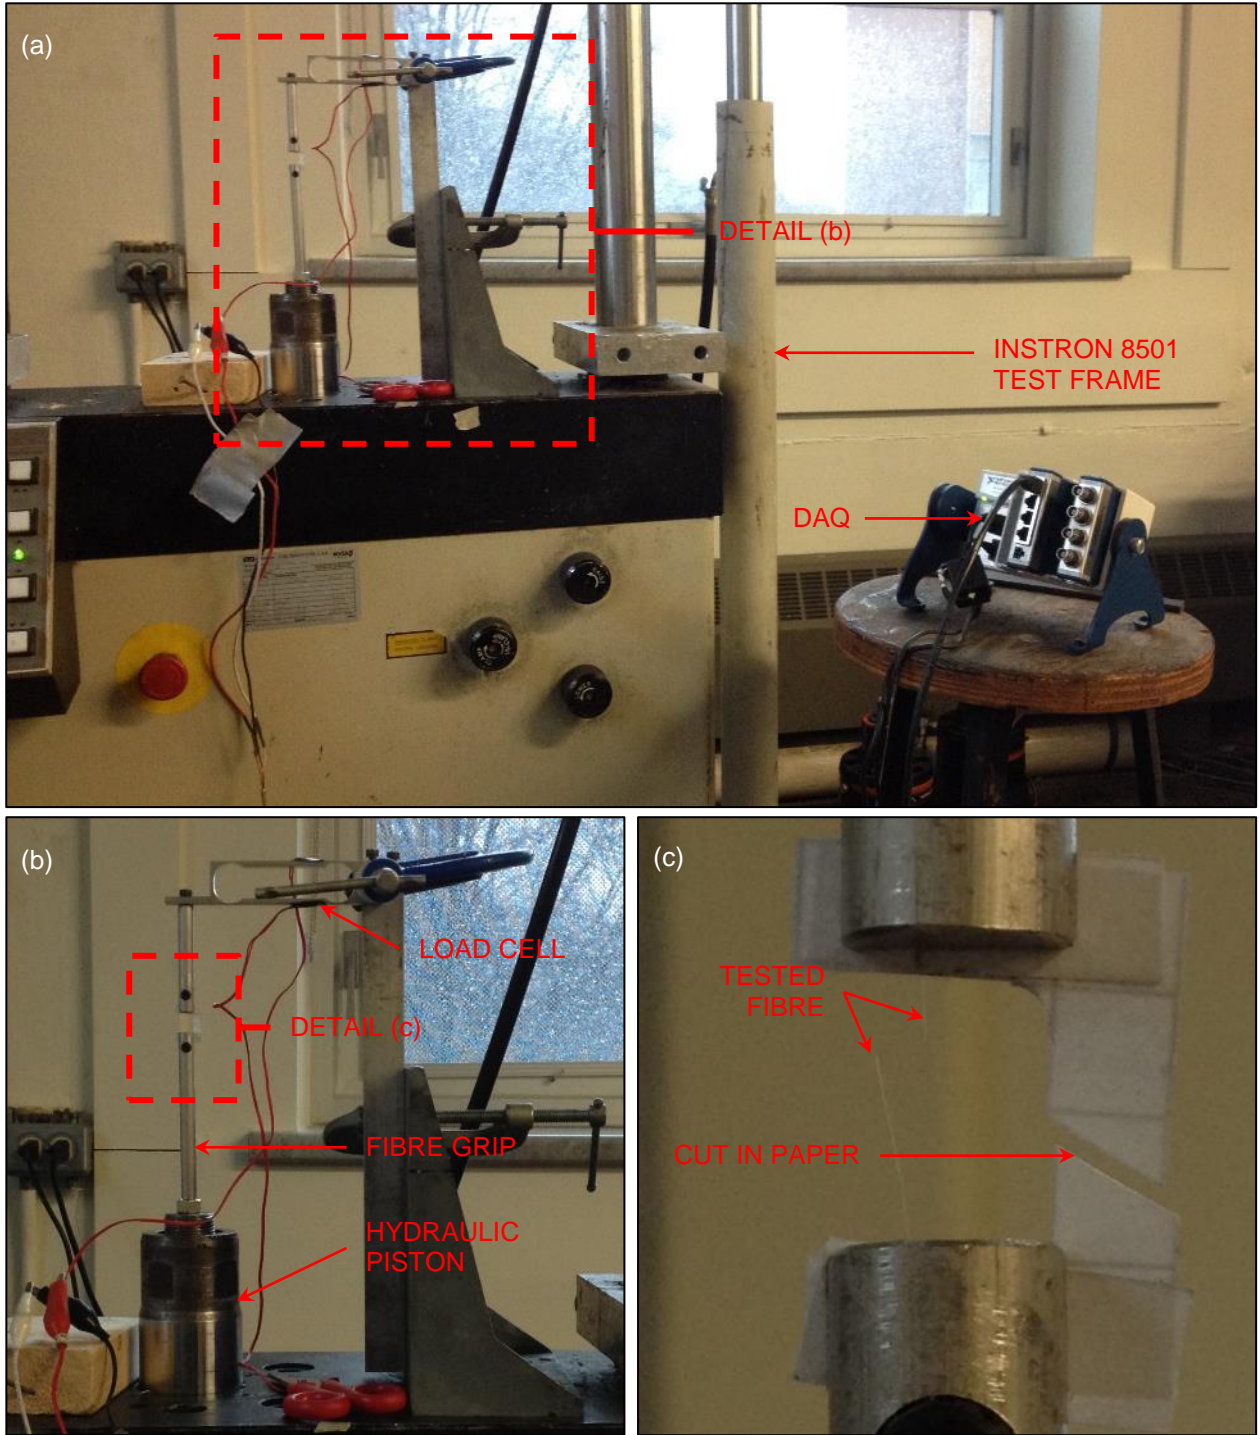 (a)
DETAIL (b)
INSTRON 8501
TEST FRAME
DAQ
(b)
LOAD CELL
DETAIL (c)
FIBRE GRIP
HYDRAULIC
PISTON
(c)
TESTED
FIBRE
CUT IN PAPER